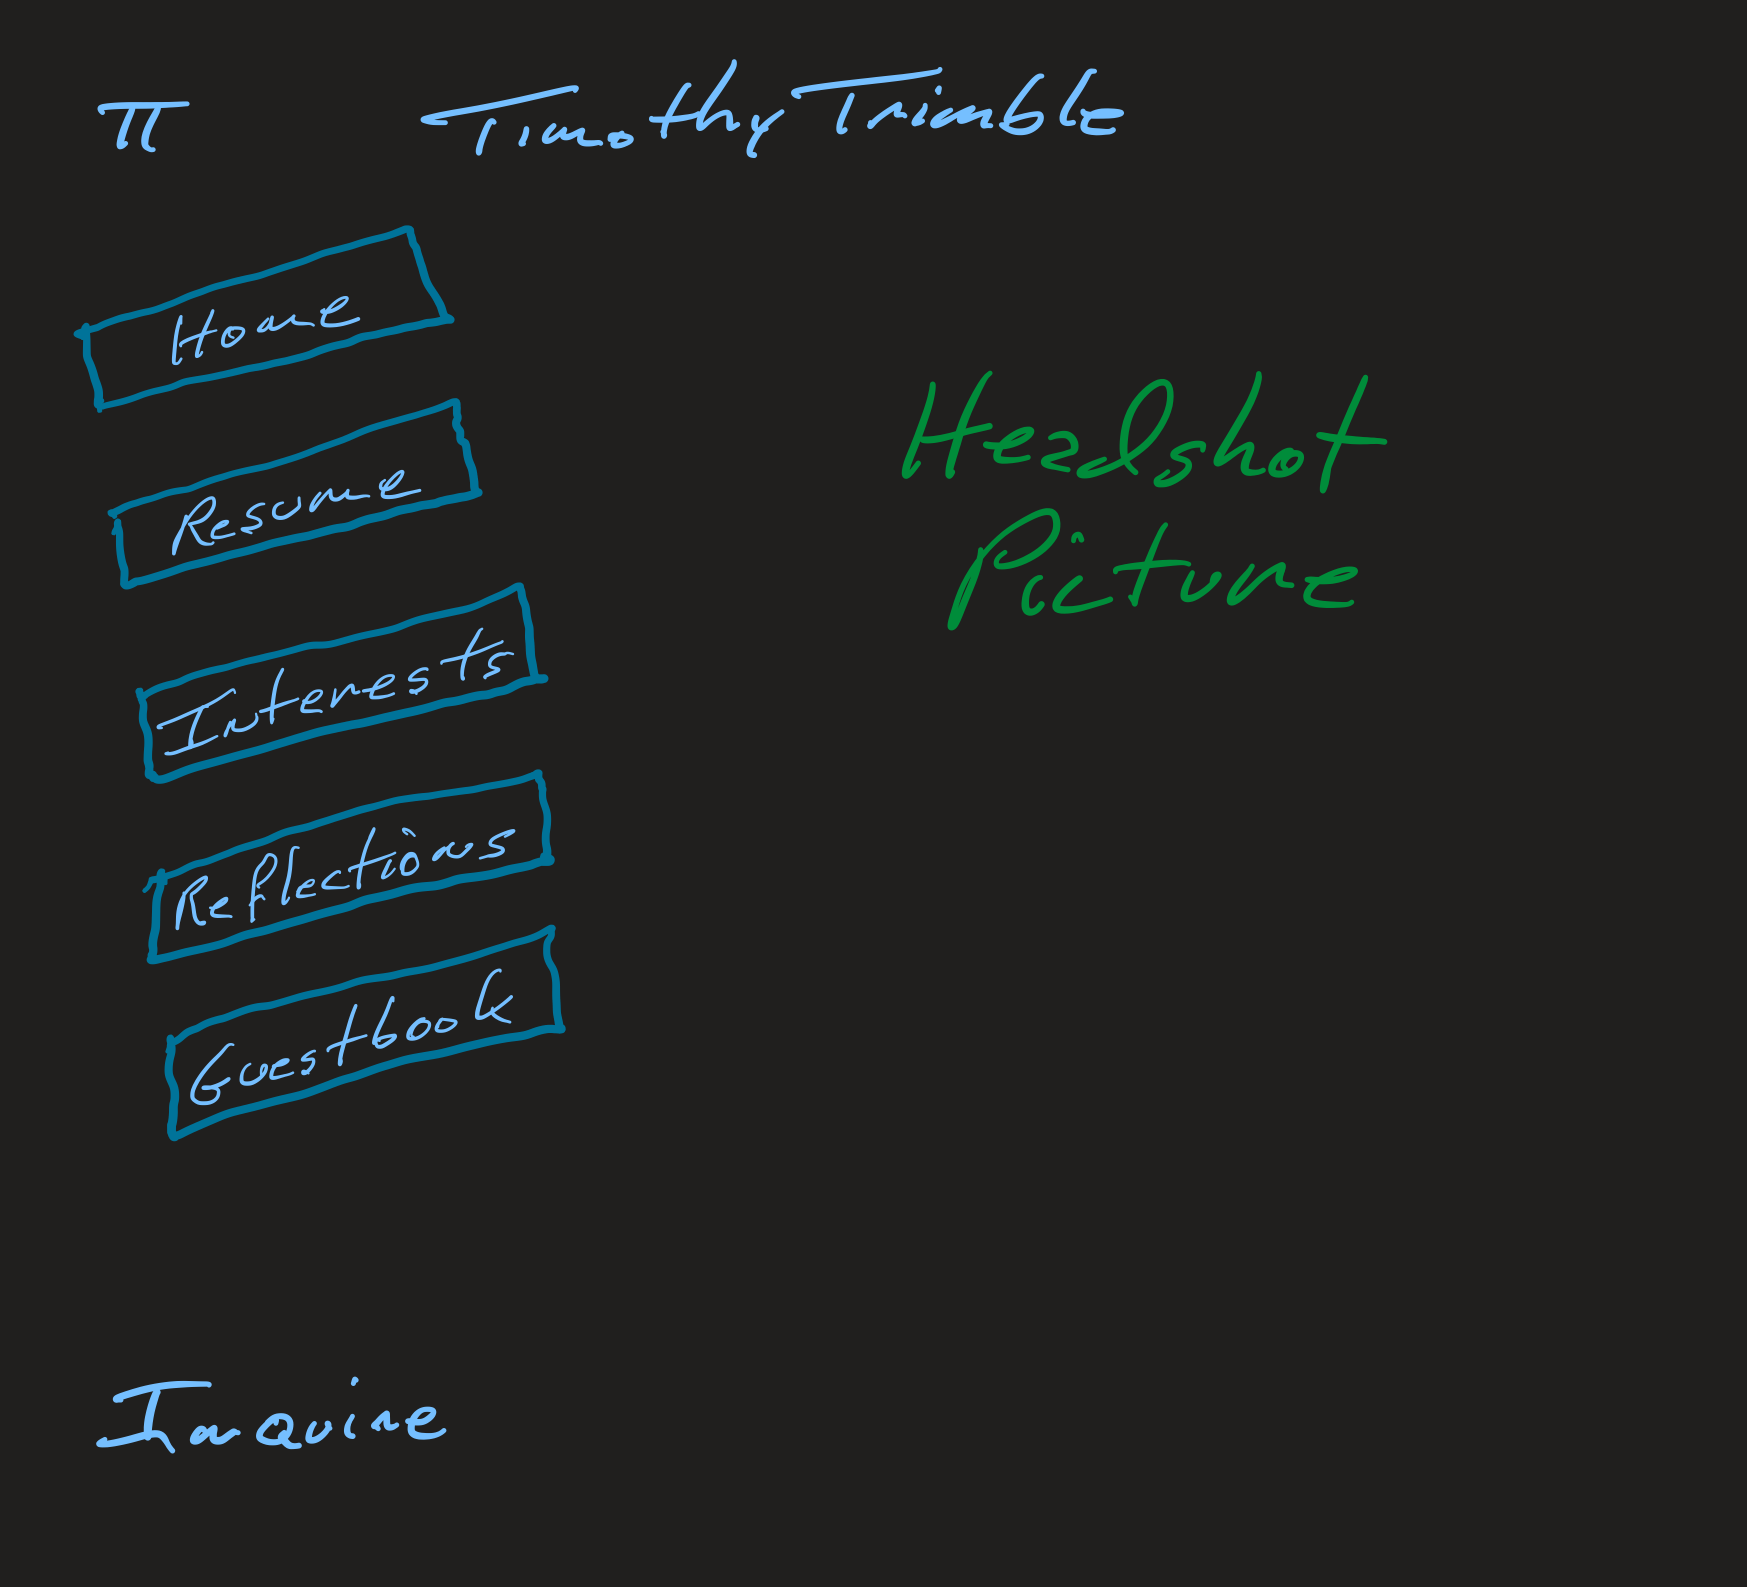 π Timothy Trimble
Home
Resume
Headshot
Picture
Interests
Reflections
Guestbook
Inquire